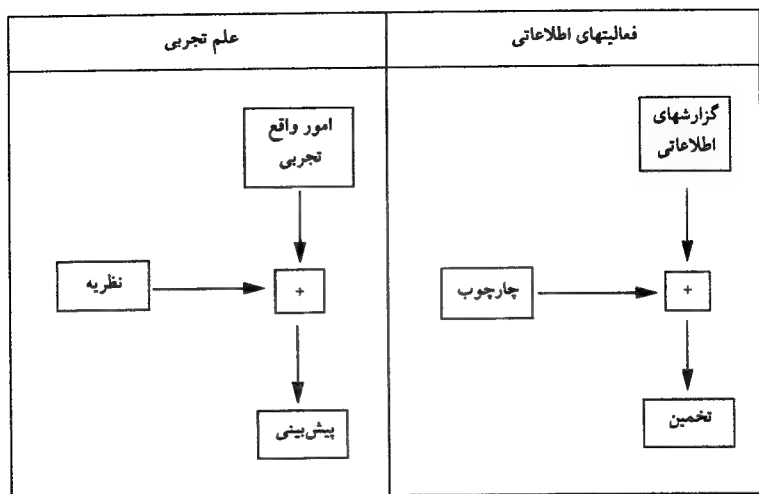 فعالیتهای اطلاعاتی
گزارشهای
اطلاعاتی
چارچوب
+
تخمین
علم تجربی
امور واقع
تجربی
نظریه
+
پیش‌بینی